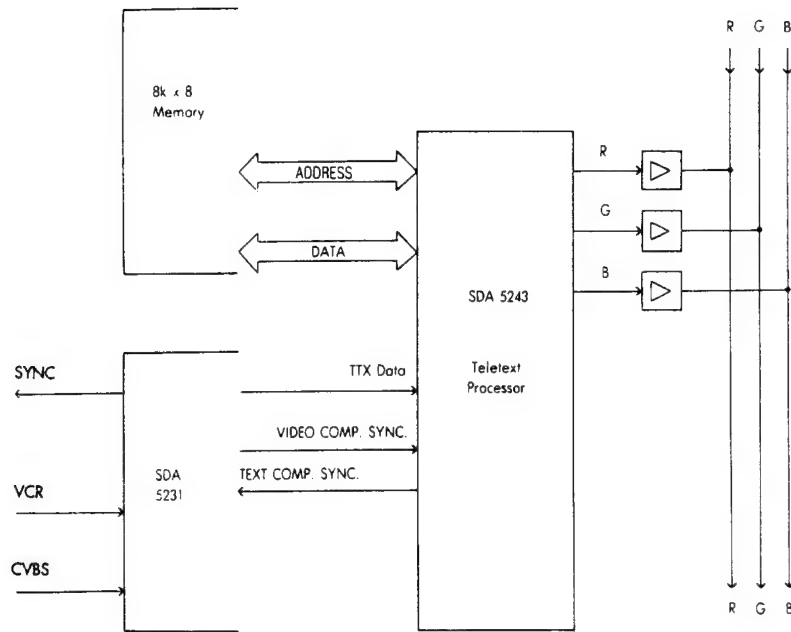 R G B
8k x 8
Memory
ADDRESS
R
DATA
G
B
SDA 5243
Teletext
Processor
SYNC
TTX Data
VIDEO COMP. SYNC.
TEXT COMP. SYNC.
SDA
5231
VCR
CVBS
R G B